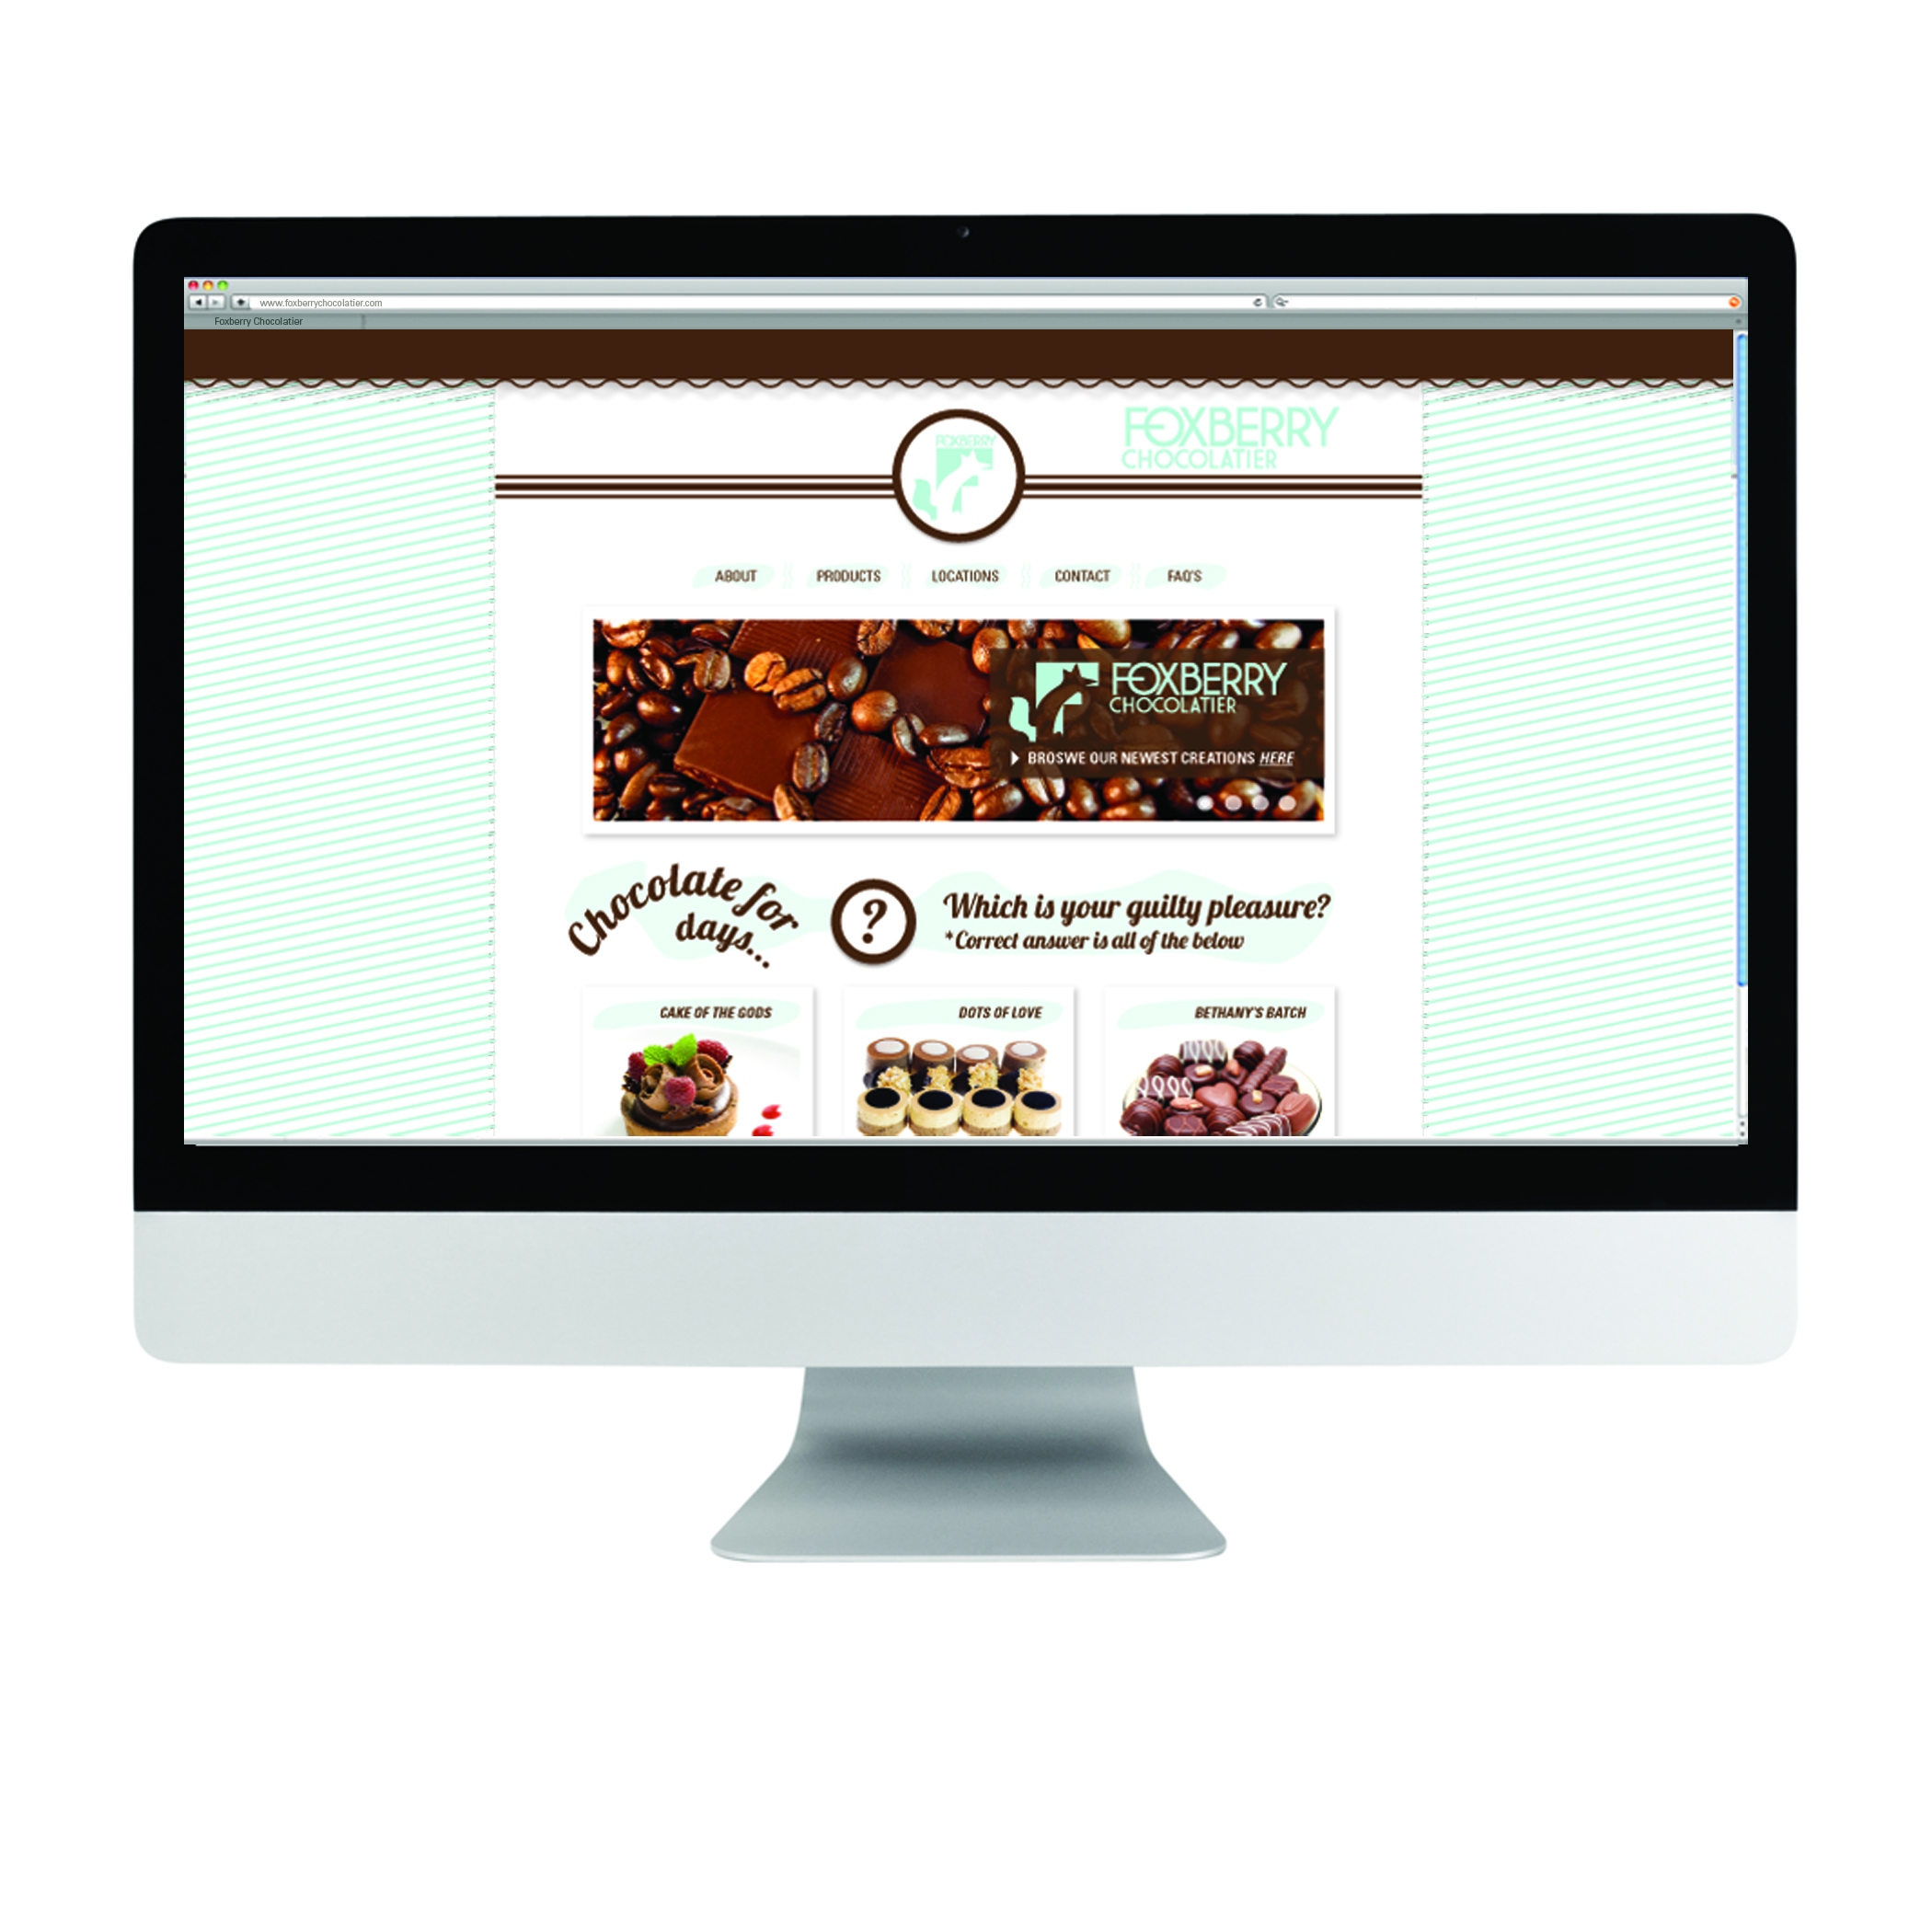 www.foxberrychocolatier.com
Foxberry Chocolatier
FOXBERRY
FOXBERRY
CHOCOLATIER
ABOUT
PRODUCTS
LOCATIONS
CONTACT
FAQ'S
FOXBERRY
CHOCOLATIER
BROSWE OUR NEWEST CREATIONS HERE
Chocolate for
days...
?
Which is your guilty pleasure?
*Correct answer is all of the below
CAKE OF THE GODS
DOTS OF LOVE
BETHANY'S BATCH